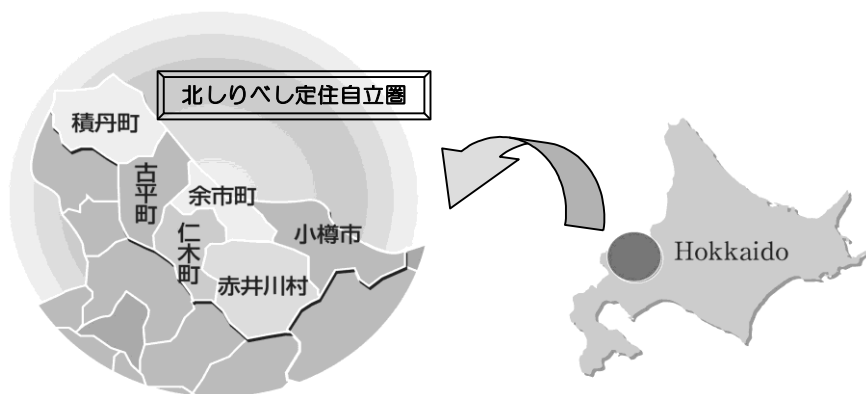 北しりべし定住自立圏
積丹町
古平町
余市町
仁木町
小樽市
赤井川村
Hokkaido